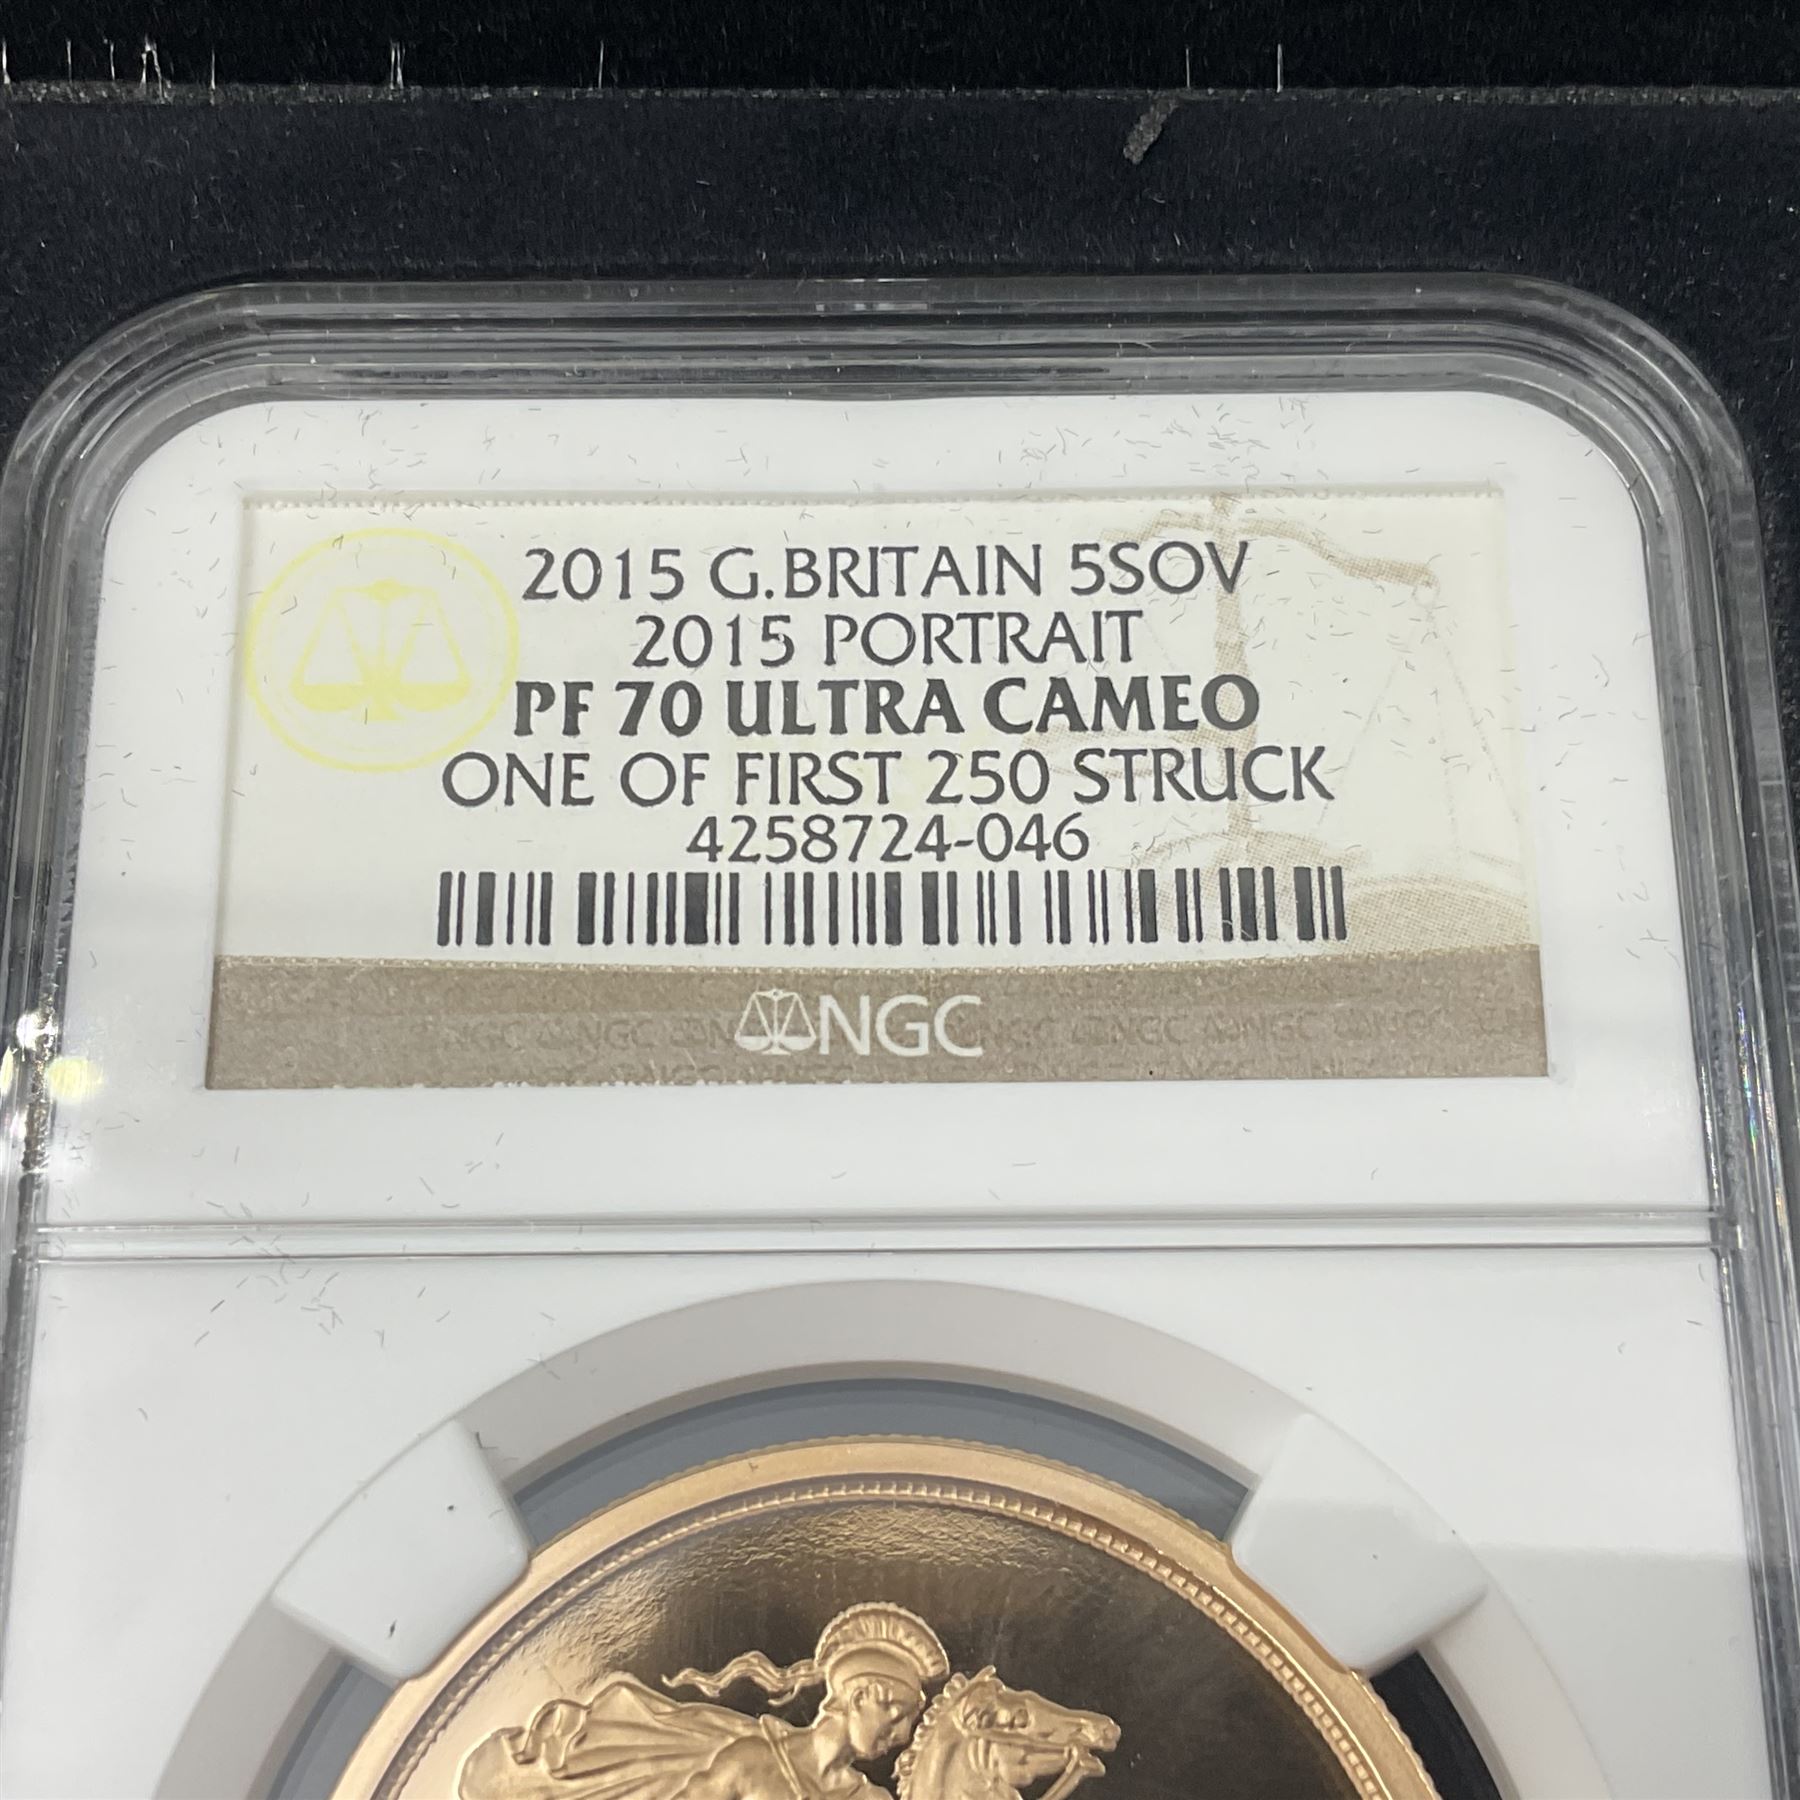 2015 G.BRITAIN 5SOV
2015 PORTRAIT
PF 70 ULTRA CAMEO
ONE OF FIRST 250 STRUCK
4258724-046
NGC